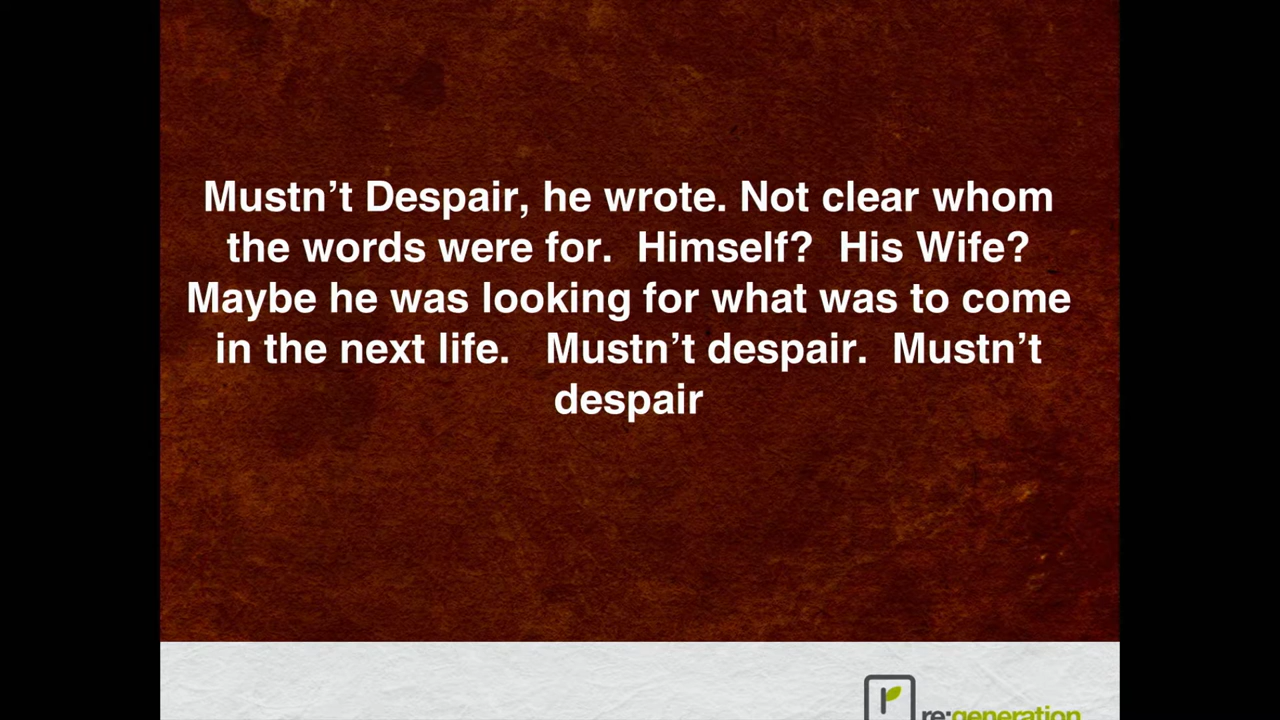 Mustn’t Despair, he wrote. Not clear whom
the words were for.  Himself?  His Wife?
Maybe he was looking for what was to come
in the next life.   Mustn’t despair.  Mustn’t
despair
r
re:generation